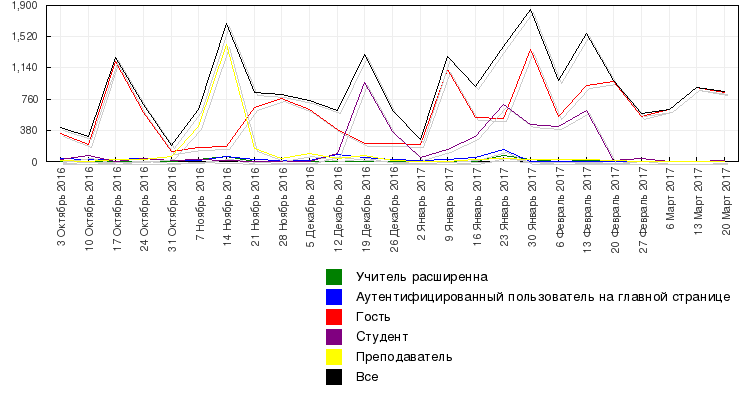 1,900
1,520
1,140
760
380
0
3 Октябрь 2016
10 Октябрь 2016
17 Октябрь 2016
24 Октябрь 2016
31 Октябрь 2016
7 Ноябрь 2016
14 Ноябрь 2016
21 Ноябрь 2016
28 Ноябрь 2016
5 Декабрь 2016
12 Декабрь 2016
19 Декабрь 2016
26 Декабрь 2016
2 Январь 2017
9 Январь 2017
16 Январь 2017
23 Январь 2017
30 Январь 2017
6 Февраль 2017
13 Февраль 2017
20 Февраль 2017
27 Февраль 2017
6 Март 2017
13 Март 2017
20 Март 2017
Учитель расширенна
Аутентифицированный пользователь на главной странице
Гость
Студент
Преподаватель
Все